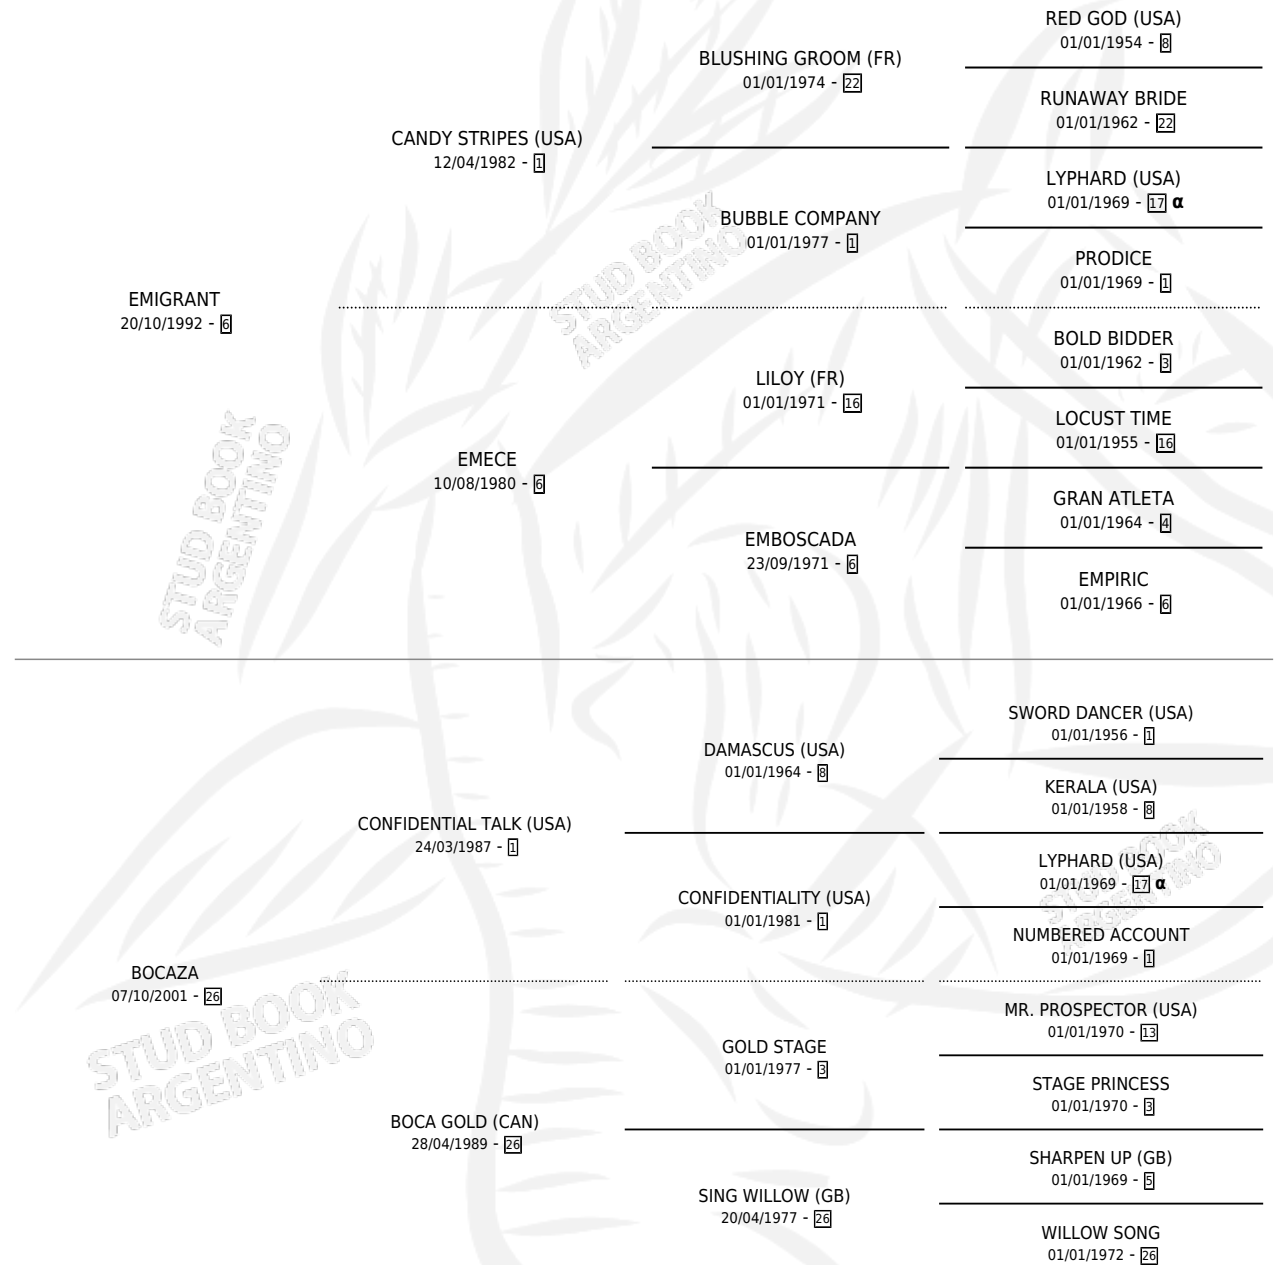 RED GOD (USA)
01/01/1954 - 8
BLUSHING GROOM (FR)
01/01/1974 - 22
RUNAWAY BRIDE
01/01/1962 - 22
CANDY STRIPES (USA)
12/04/1982 - 1
LYPHARD (USA)
01/01/1969 - 17 α
BUBBLE COMPANY
01/01/1977 - 1
PRODICE
01/01/1969 - 1
EMIGRANT
20/10/1992 - 6
BOLD BIDDER
01/01/1962 - 3
LILOY (FR)
01/01/1971 - 16
LOCUST TIME
01/01/1955 - 16
EMECE
10/08/1980 - 6
GRAN ATLETA
01/01/1964 - 4
EMBOSCADA
23/09/1971 - 6
EMPIRIC
01/01/1966 - 6
SWORD DANCER (USA)
01/01/1956 - 1
DAMASCUS (USA)
01/01/1964 - 8
KERALA (USA)
01/01/1958 - 8
CONFIDENTIAL TALK (USA)
24/03/1987 - 1
LYPHARD (USA)
01/01/1969 - 17 α
CONFIDENTIALITY (USA)
01/01/1981 - 1
NUMBERED ACCOUNT
01/01/1969 - 1
BOCAZA
07/10/2001 - 26
MR. PROSPECTOR (USA)
01/01/1970 - 13
GOLD STAGE
01/01/1977 - 3
STAGE PRINCESS
01/01/1970 - 3
BOCA GOLD (CAN)
28/04/1989 - 26
SHARPEN UP (GB)
01/01/1969 - 5
SING WILLOW (GB)
20/04/1977 - 26
WILLOW SONG
01/01/1972 - 26
STUD BOOK
ARGENTINO
STUD BOOK
ARGENTINO
STUD BOOK
ARGENTINO
STUD BOOK
ARGENTINO